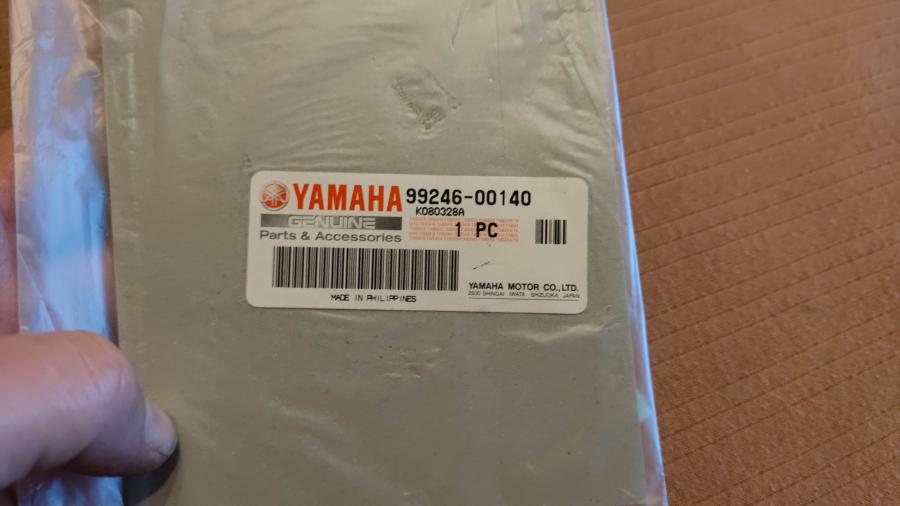 YAMAHA 99246-00140
K080328A
GENUINE
1 PC
Parts & Accessories
MADE IN PHILIPPINES
YAMAHA MOTOR CO.,LTD.
2500 SHINGAI IWATA SHIZUOKA JAPAN